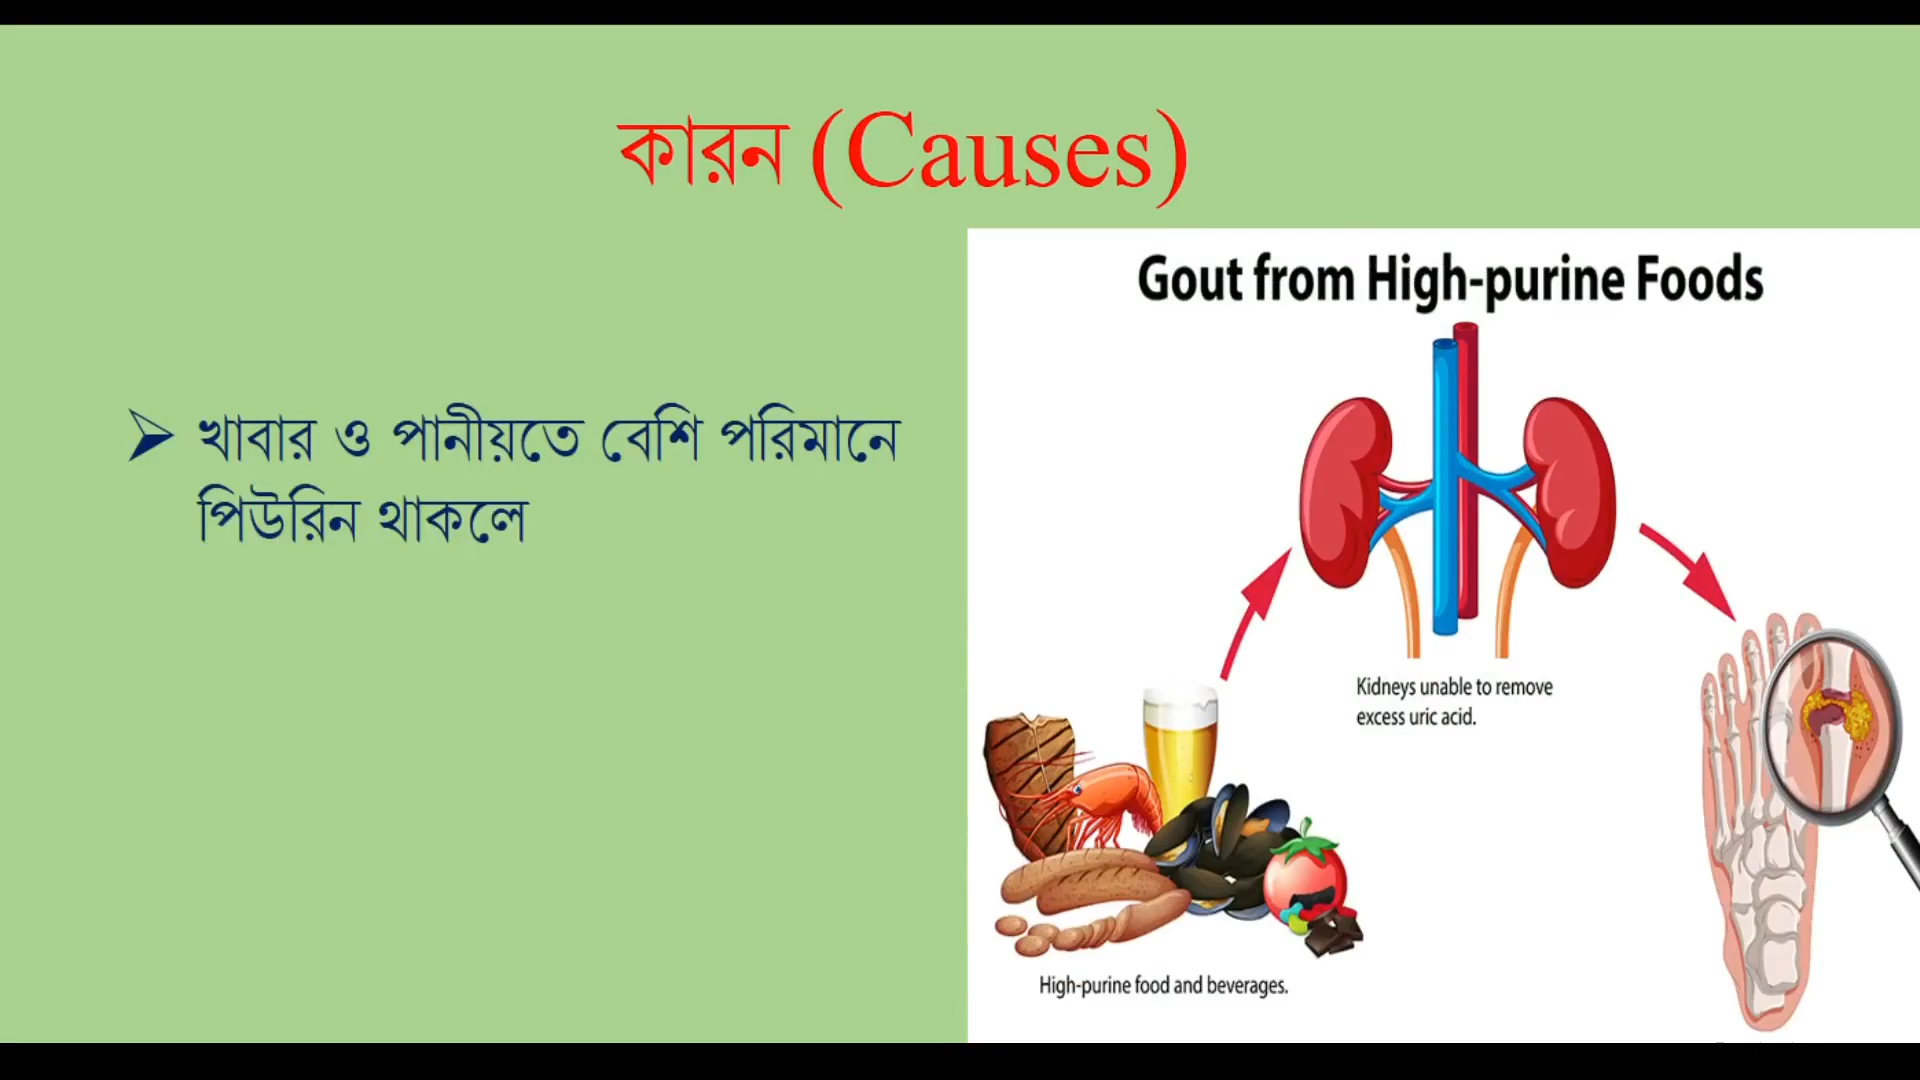 কারন (Causes)
খাবার ও পানীয়তে বেশি পরিমানে
পিউরিন থাকলে
Gout from High-purine Foods
Kidneys unable to remove
excess uric acid.
High-purine food and beverages.